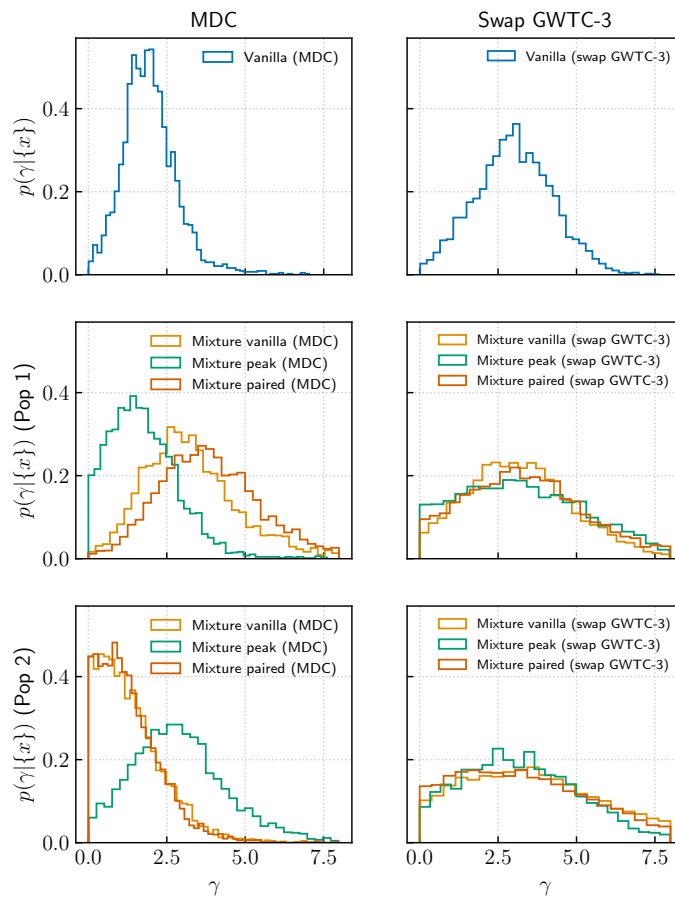 MDC
Swap GWTC-3
Vanilla (MDC)
Vanilla (swap GWTC-3)
p(γ|{x})
0.4
0.2
0.0
Mixture vanilla (MDC)
Mixture peak (MDC)
Mixture paired (MDC)
Mixture vanilla (swap GWTC-3)
Mixture peak (swap GWTC-3)
Mixture paired (swap GWTC-3)
p(γ|{x}) (Pop 1)
0.4
0.2
0.0
Mixture vanilla (MDC)
Mixture peak (MDC)
Mixture paired (MDC)
Mixture vanilla (swap GWTC-3)
Mixture peak (swap GWTC-3)
Mixture paired (swap GWTC-3)
p(γ|{x}) (Pop 2)
0.4
0.2
0.0
0.0 2.5 5.0 7.5
0.0 2.5 5.0 7.5
γ
γ